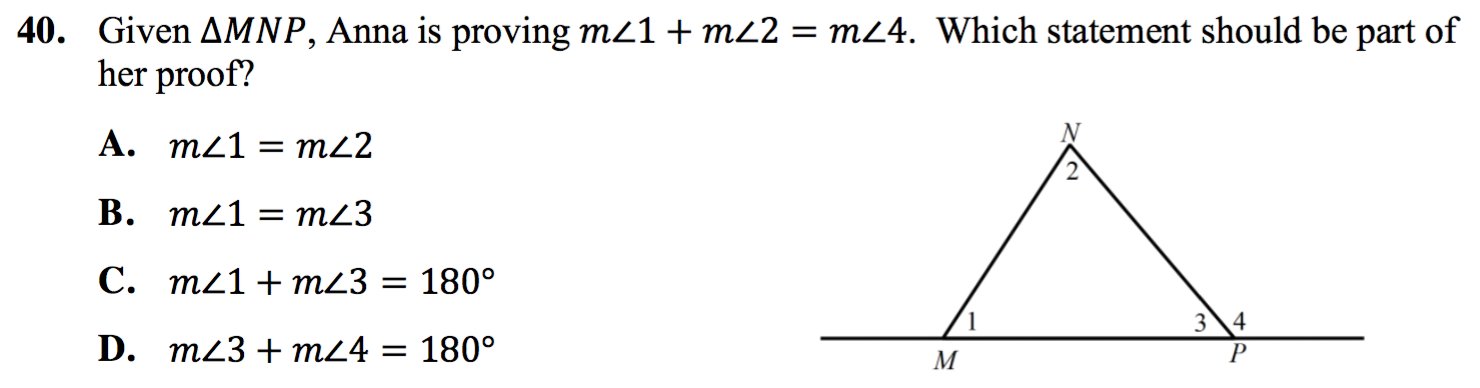 40. Given ΔMNP, Anna is proving m∠1 + m∠2 = m∠4. Which statement should be part of
her proof?
A. m∠1 = m∠2
B. m∠1 = m∠3
C. m∠1 + m∠3 = 180°
D. m∠3 + m∠4 = 180°
N
2
1
3 4
M
P